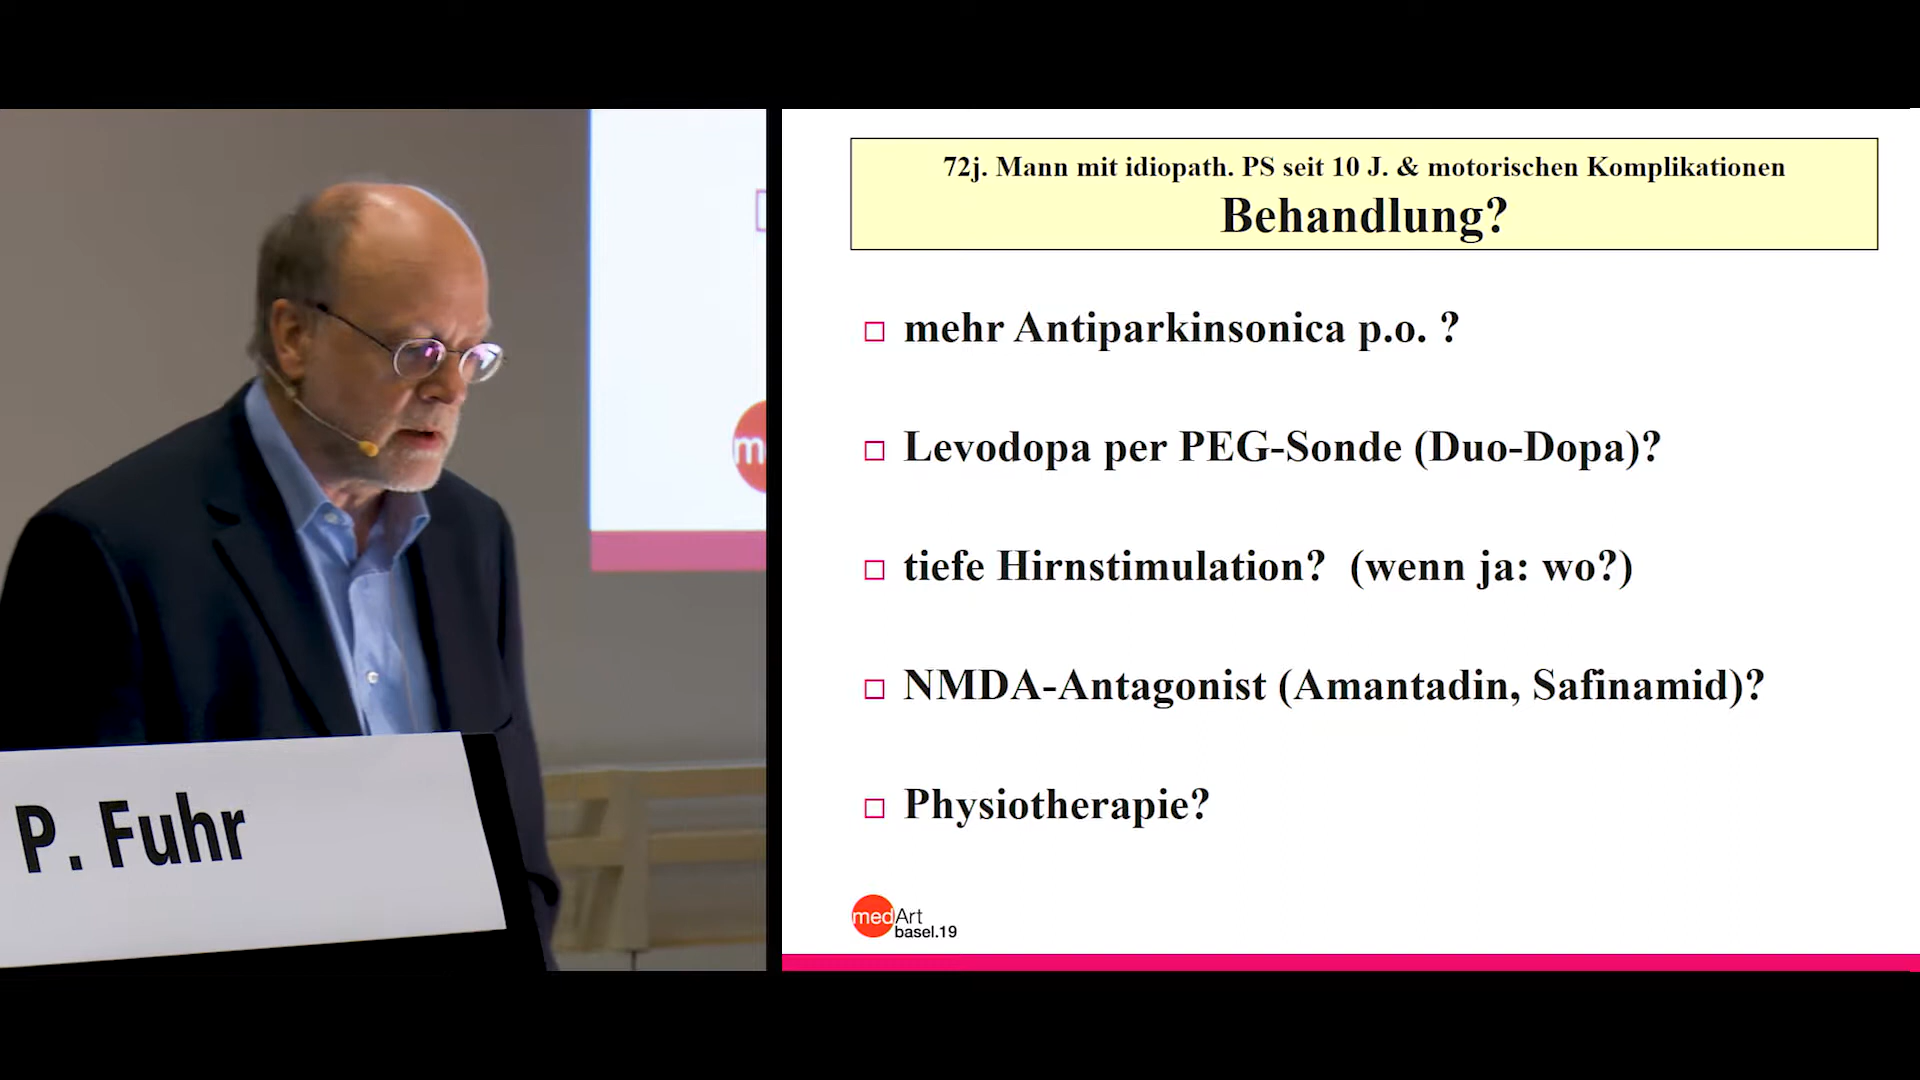 72j. Mann mit idiopath. PS seit 10 J. & motorischen Komplikationen
Behandlung?
mehr Antiparkinsonica p.o. ?
Levodopa per PEG-Sonde (Duo-Dopa)?
tiefe Hirnstimulation? (wenn ja: wo?)
NMDA-Antagonist (Amantadin, Safinamid)?
Physiotherapie?
medArt
basel.19
m
P. Fuhr